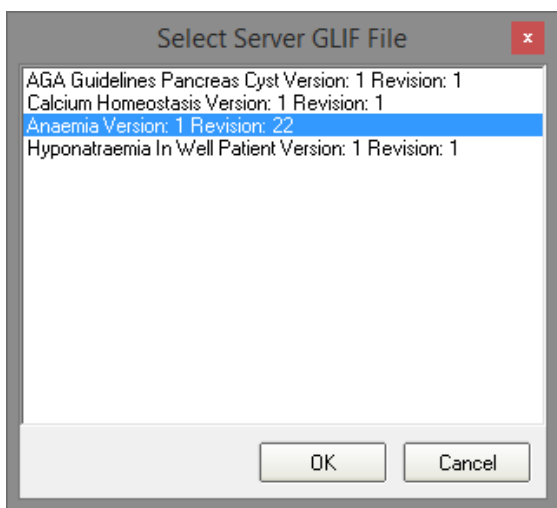 Select Server GLIF File
x
AGA Guidelines Pancreas Cyst Version: 1 Revision: 1
Calcium Homeostasis Version: 1 Revision: 1
Anaemia Version: 1 Revision: 22
Hyponatraemia In Well Patient Version: 1 Revision: 1
OK Cancel